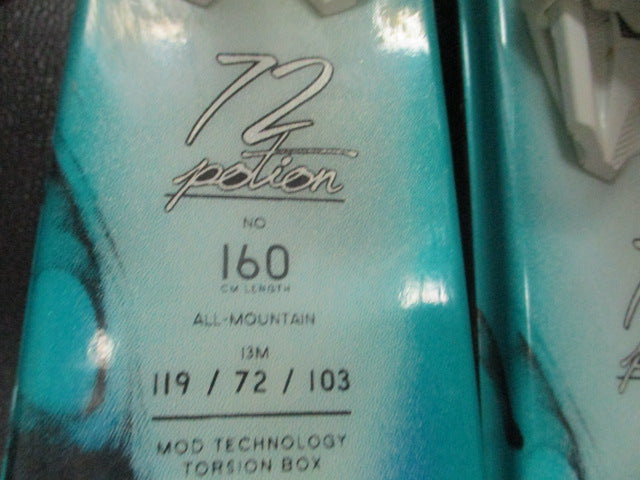 72
potion
NO
160
CM LENGTH
ALL-MOUNTAIN
13M
119 / 72 / 103
MOD TECHNOLOGY
TORSION BOX